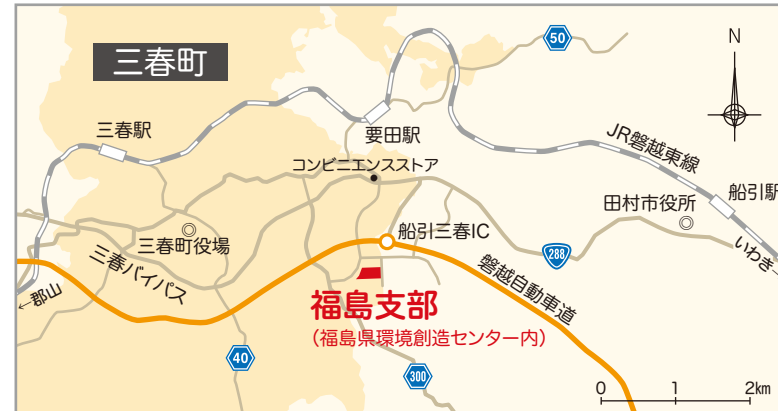 三春町
50
N
三春駅
要田駅
JR磐越東線
コンビニエンスストア
船引駅
田村市役所
三春町役場
船引三春IC
288
いわき→
三春バイパス
磐越自動車道
←郡山
福島支部
（福島県環境創造センター内）
40
300
0 1 2km